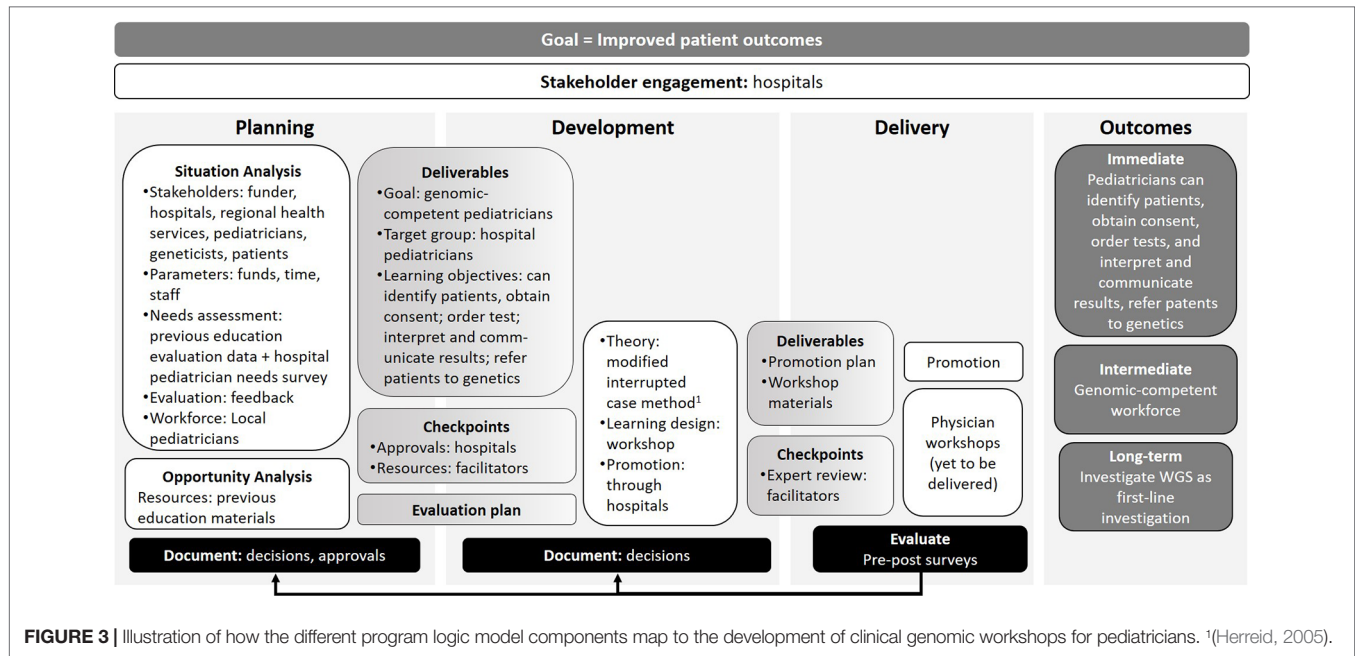 Goal = Improved patient outcomes
Stakeholder engagement: hospitals
Planning
Situation Analysis
•Stakeholders: funder,
hospitals, regional health
services, pediatricians,
geneticists, patients
•Parameters: funds, time,
staff
•Needs assessment:
previous education
evaluation data + hospital
pediatrician needs survey
•Evaluation: feedback
•Workforce: Local
pediatricians
Opportunity Analysis
Resources: previous
education materials
Document: decisions, approvals
Deliverables
•Goal: genomic-
competent pediatricians
•Target group: hospital
pediatricians
•Learning objectives: can
identify patients, obtain
consent; order test;
interpret and comm-
unicate results; refer
patients to genetics
Checkpoints
•Approvals: hospitals
•Resources: facilitators
Evaluation plan
Development
• Theory:
modified
interrupted
case method¹
• Learning design:
workshop
• Promotion:
through
hospitals
Document: decisions
Deliverables
• Promotion plan
• Workshop
materials
Checkpoints
• Expert review:
facilitators
Delivery
Promotion
Physician
workshops
(yet to be
delivered)
Evaluate
Pre-post surveys
Outcomes
Immediate
Pediatricians can
identify patients,
obtain consent,
order tests, and
interpret and
communicate
results, refer patents
to genetics
Intermediate
Genomic-competent
workforce
Long-term
Investigate WGS as
first-line
investigation
FIGURE 3 | Illustration of how the different program logic model components map to the development of clinical genomic workshops for pediatricians. ¹(Herreid, 2005).